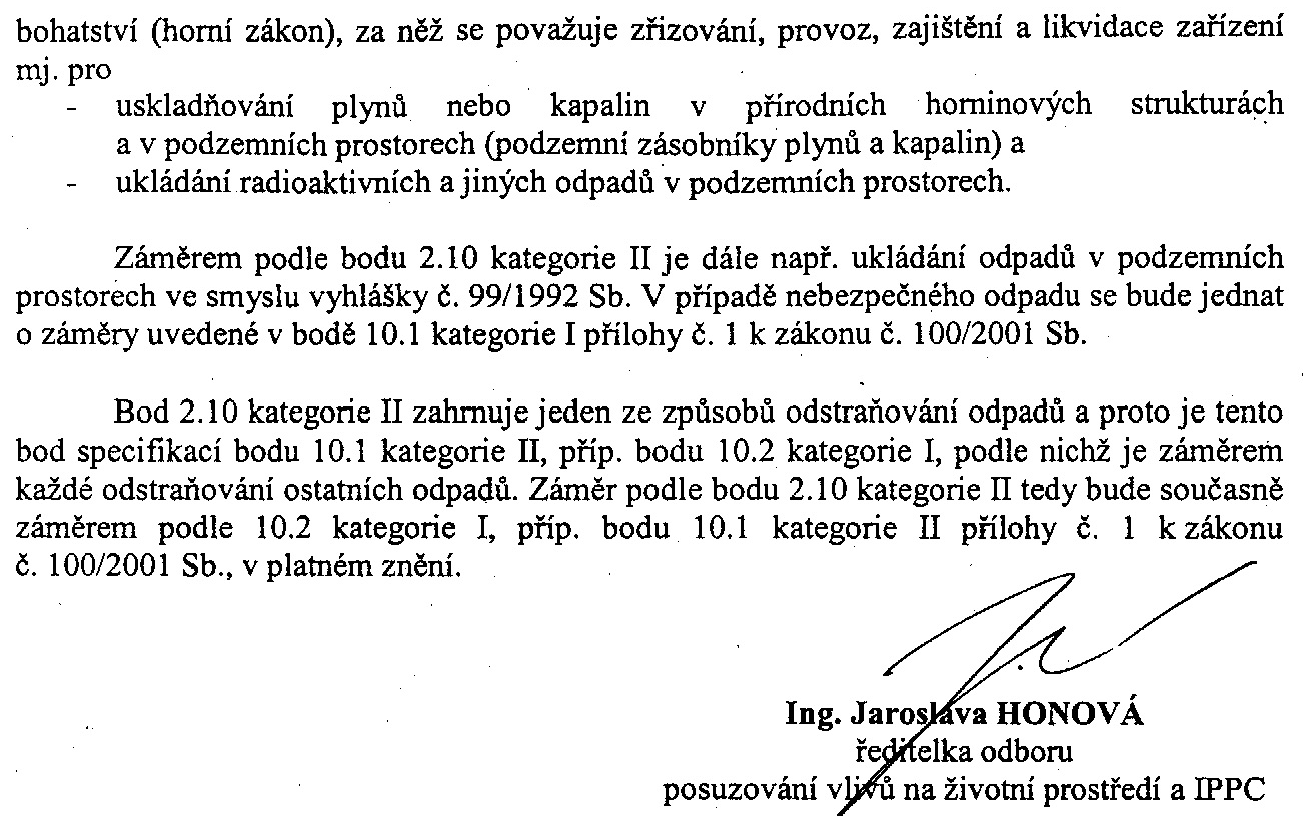 bohatství (horní zákon), za něž se považuje zřizování, provoz, zajištění a likvidace zařízení
mj. pro
- uskladňování plynů nebo kapalin v přírodních horninových strukturách
a v podzemních prostorech (podzemní zásobníky plynů a kapalin) a
- ukládání radioaktivních a jiných odpadů v podzemních prostorech.
Záměrem podle bodu 2.10 kategorie II je dále např. ukládání odpadů v podzemních
prostorech ve smyslu vyhlášky č. 99/1992 Sb. V případě nebezpečného odpadu se bude jednat
o záměry uvedené v bodě 10.1 kategorie I přílohy č. 1 k zákonu č. 100/2001 Sb.
Bod 2.10 kategorie II zahrnuje jeden ze způsobů odstraňování odpadů a proto je tento
bod specifikací bodu 10.1 kategorie II, příp. bodu 10.2 kategorie I, podle nichž je záměrem
každé odstraňování ostatních odpadů. Záměr podle bodu 2.10 kategorie II tedy bude současně
záměrem podle 10.2 kategorie I, příp. bodu 10.1 kategorie II přílohy č. 1 k zákonu
č. 100/2001 Sb., v platném znění.
Ing. Jaroslava HONOVÁ
ředitelka odboru
posuzování vlivů na životní prostředí a IPPC